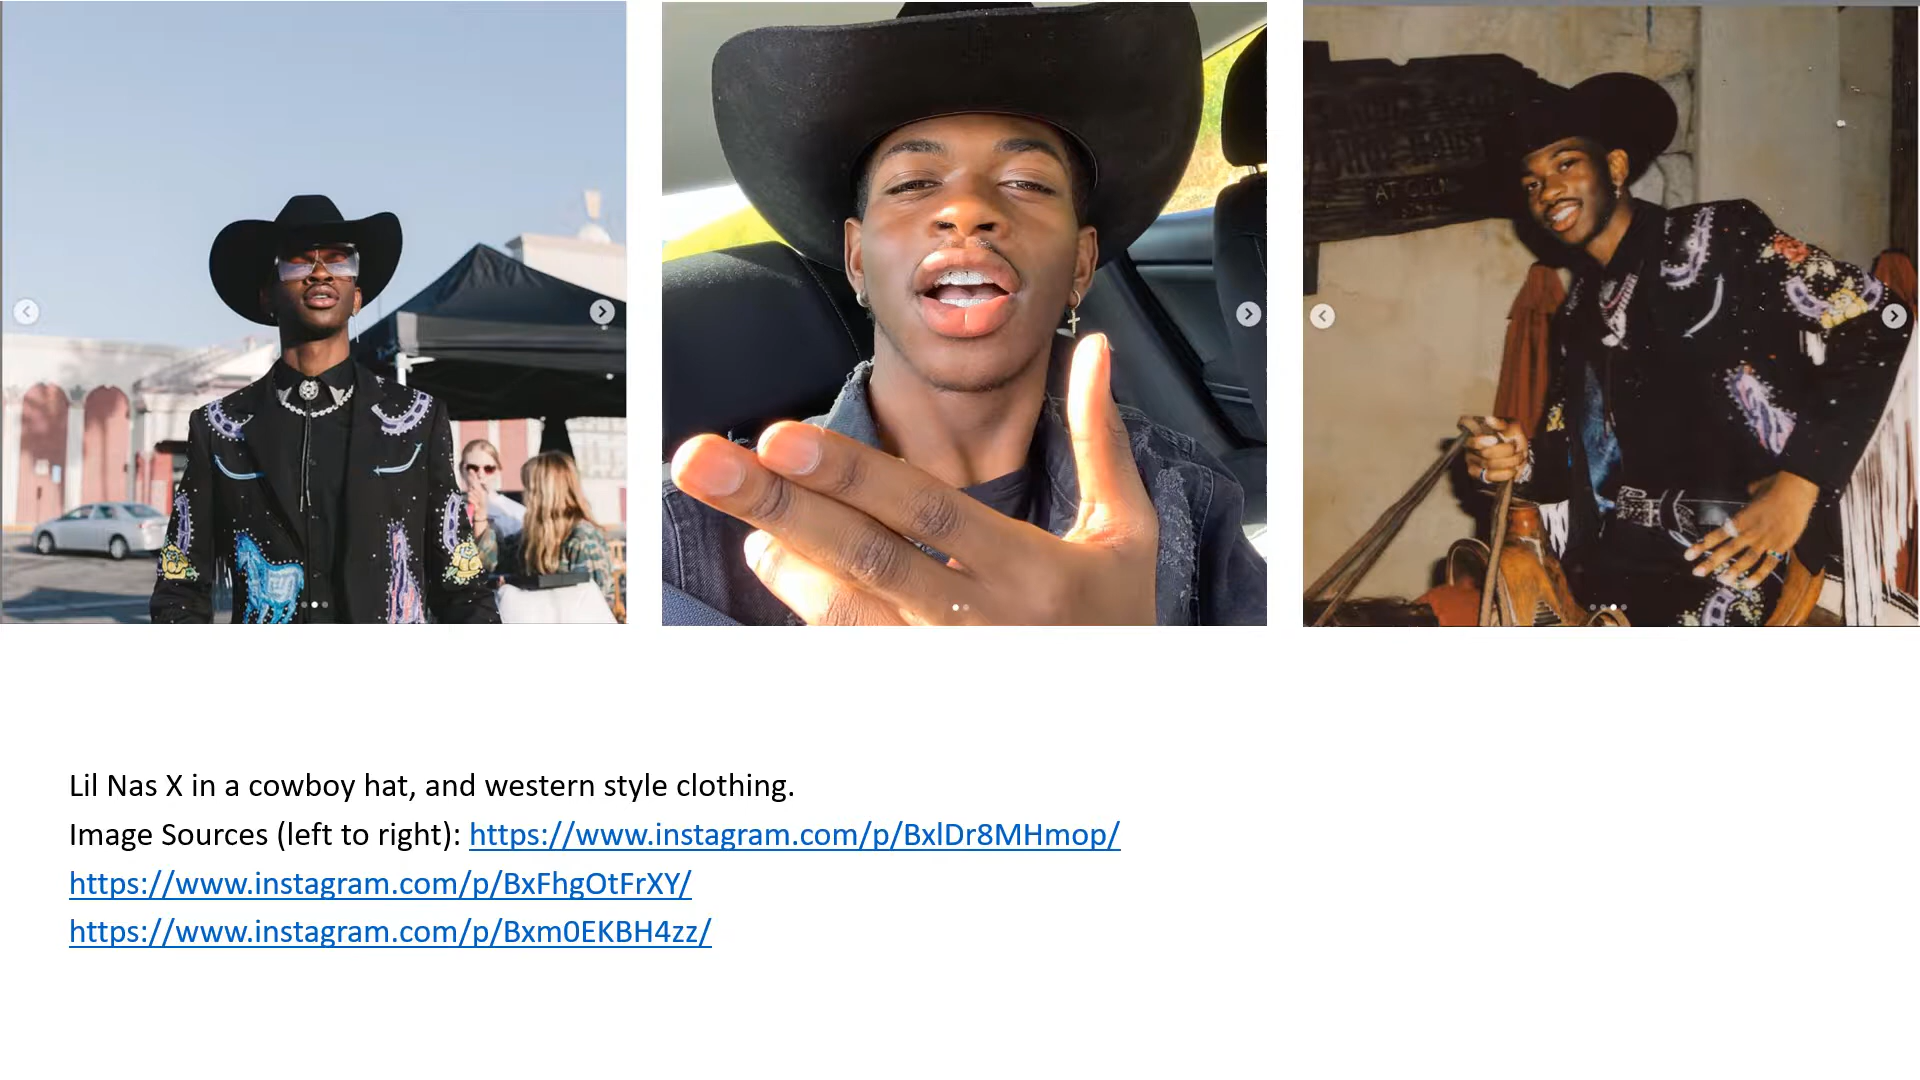 Lil Nas X in a cowboy hat, and western style clothing.
Image Sources (left to right): https://www.instagram.com/p/BxlDr8MHmop/
https://www.instagram.com/p/BxFhgOtFrXY/
https://www.instagram.com/p/Bxm0EKBH4zz/